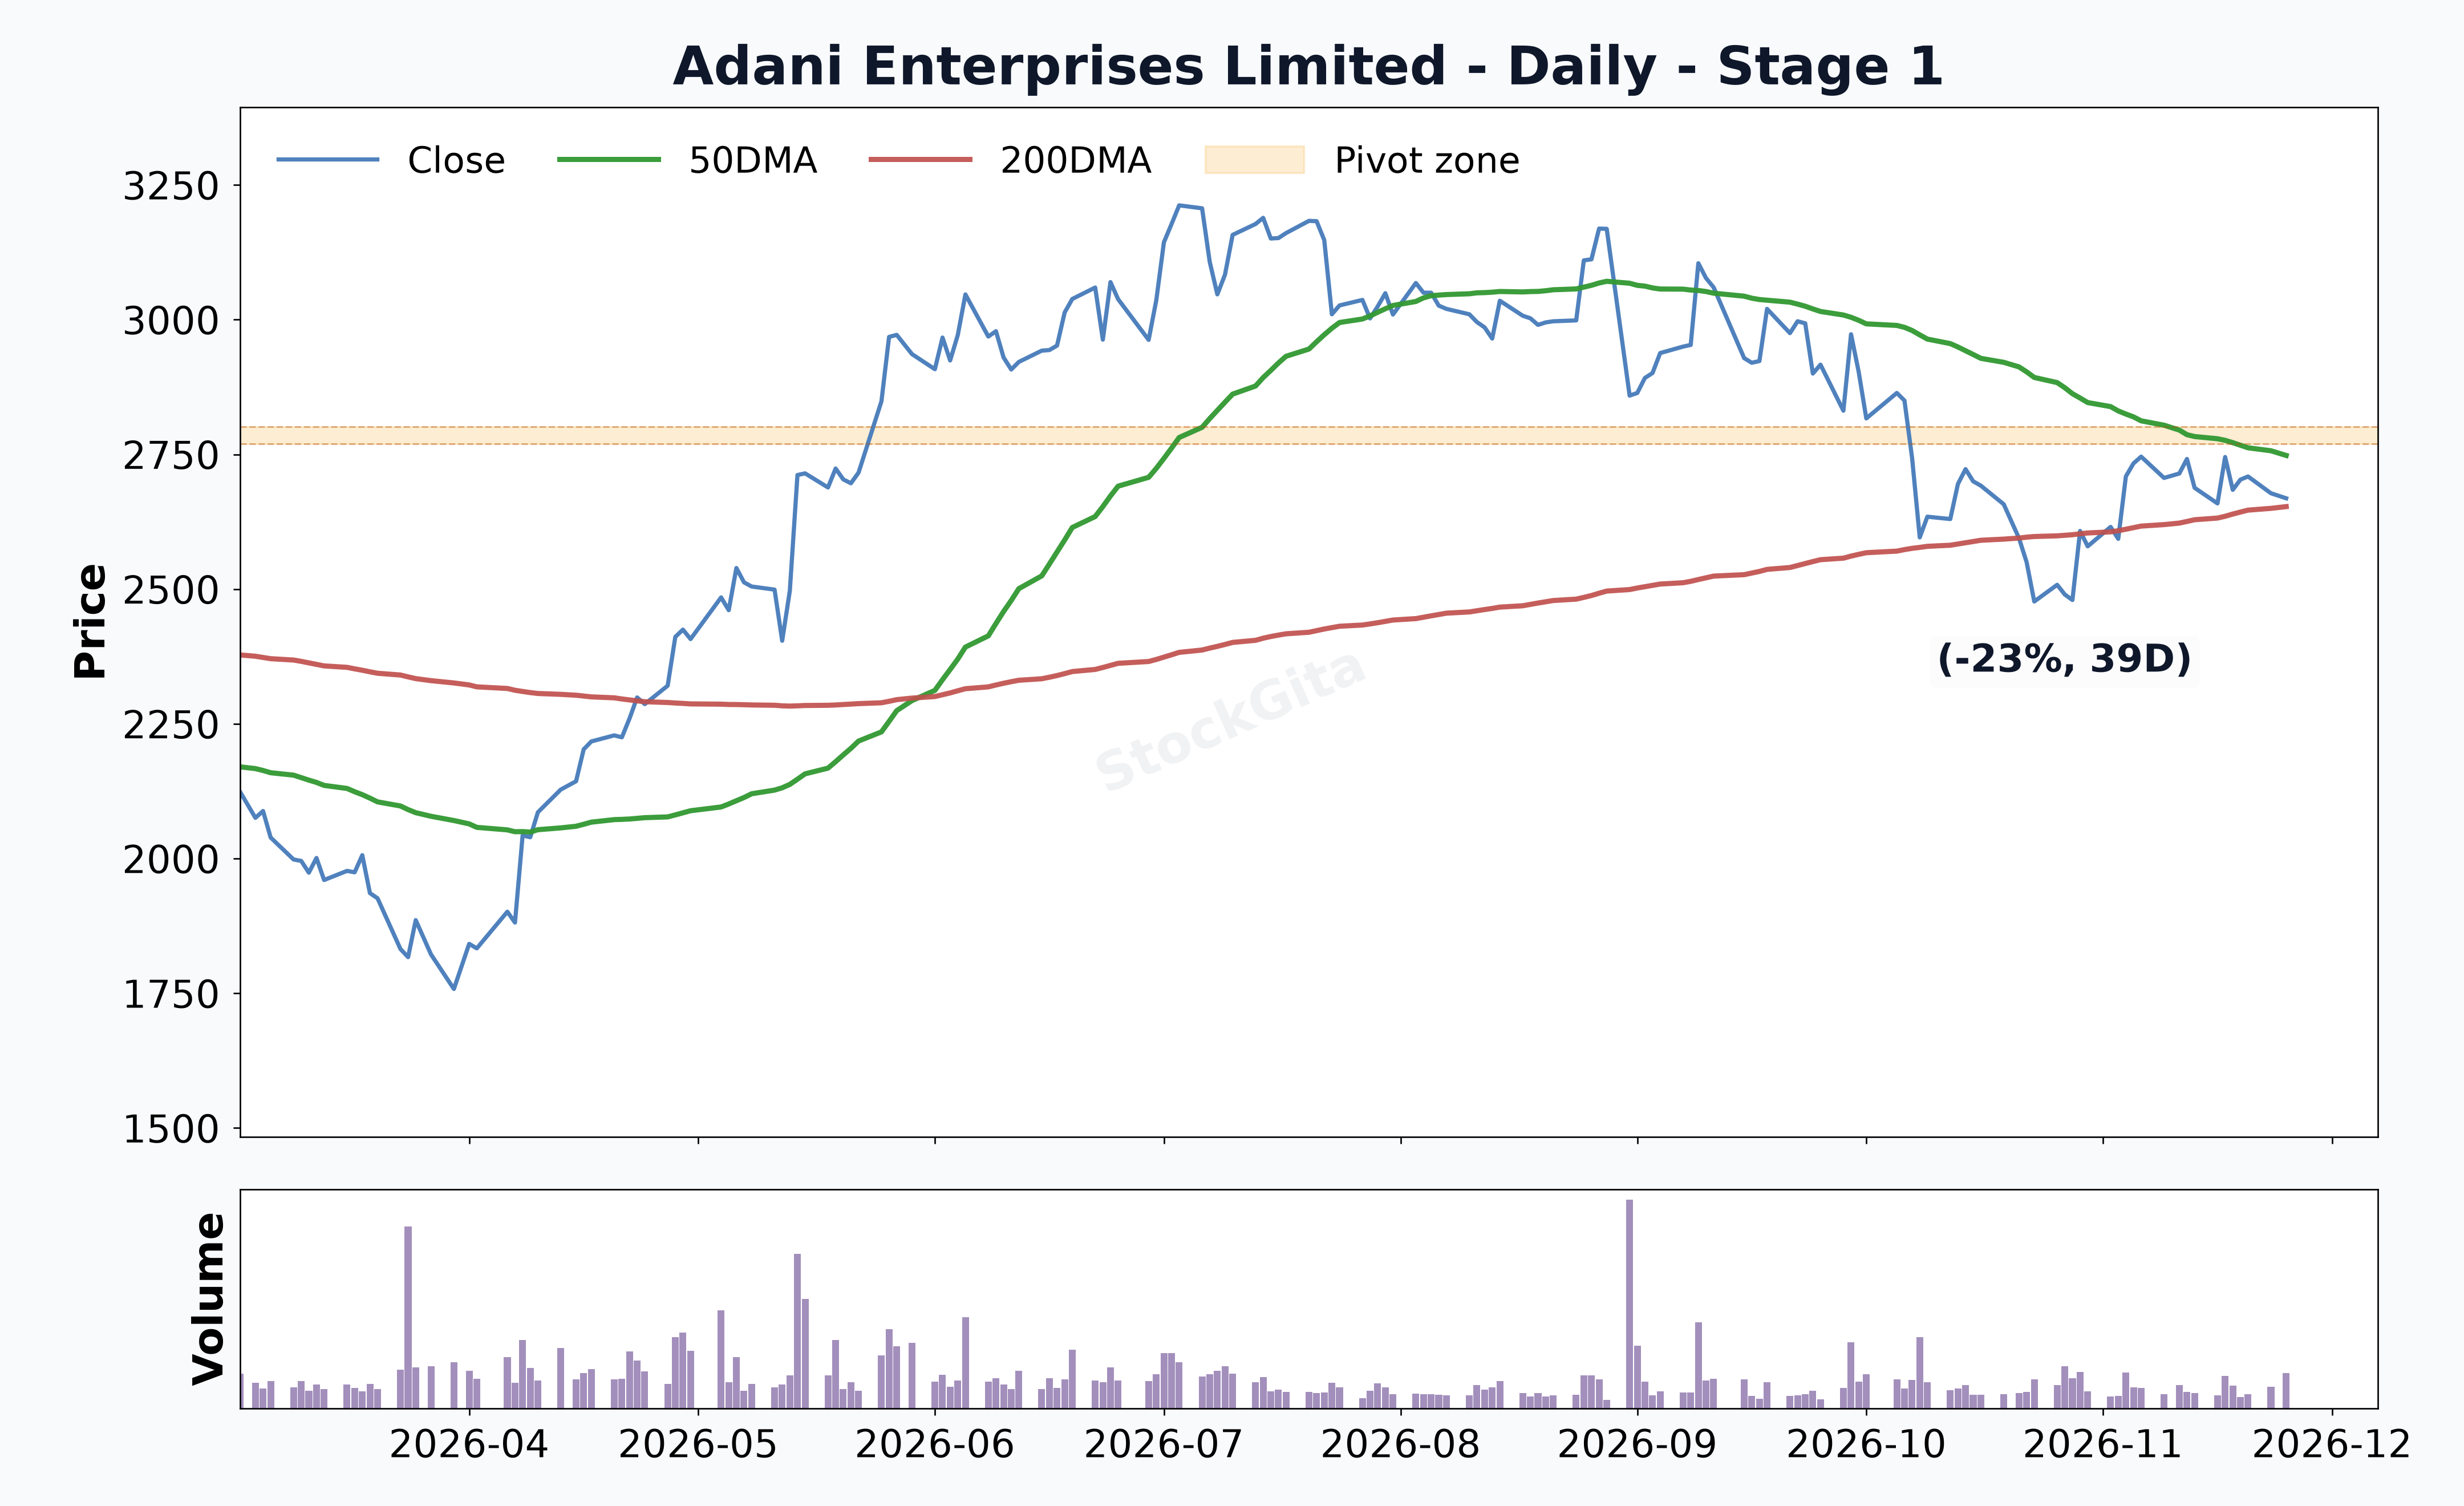 Adani Enterprises Limited - Daily - Stage 1
Close 50DMA 200DMA Pivot zone
3250
3000
2750
2500
2250
2000
1750
1500
Price
(-23%, 39D)
StockGita
Volume
2026-04 2026-05 2026-06 2026-07 2026-08 2026-09 2026-10 2026-11 2026-12